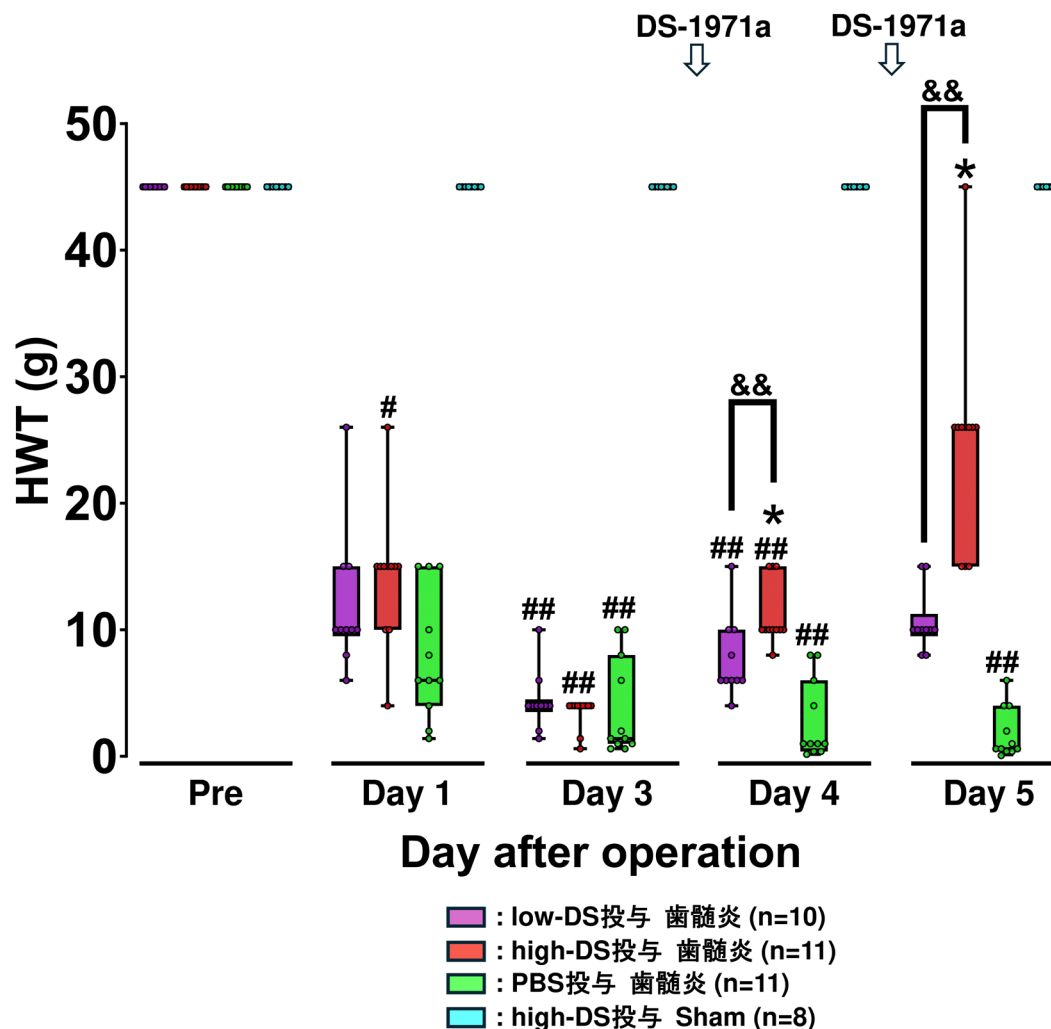 DS-1971a DS-1971a
&&
50
*
40
HWT (g)
30
&&
#
20
*
## ##
## ##
##
##
##
10
0
Pre Day 1 Day 3 Day 4 Day 5
Day after operation
: low-DS投与 歯髄炎 (n=10)
: high-DS投与 歯髄炎 (n=11)
: PBS投与 歯髄炎 (n=11)
: high-DS投与 Sham (n=8)